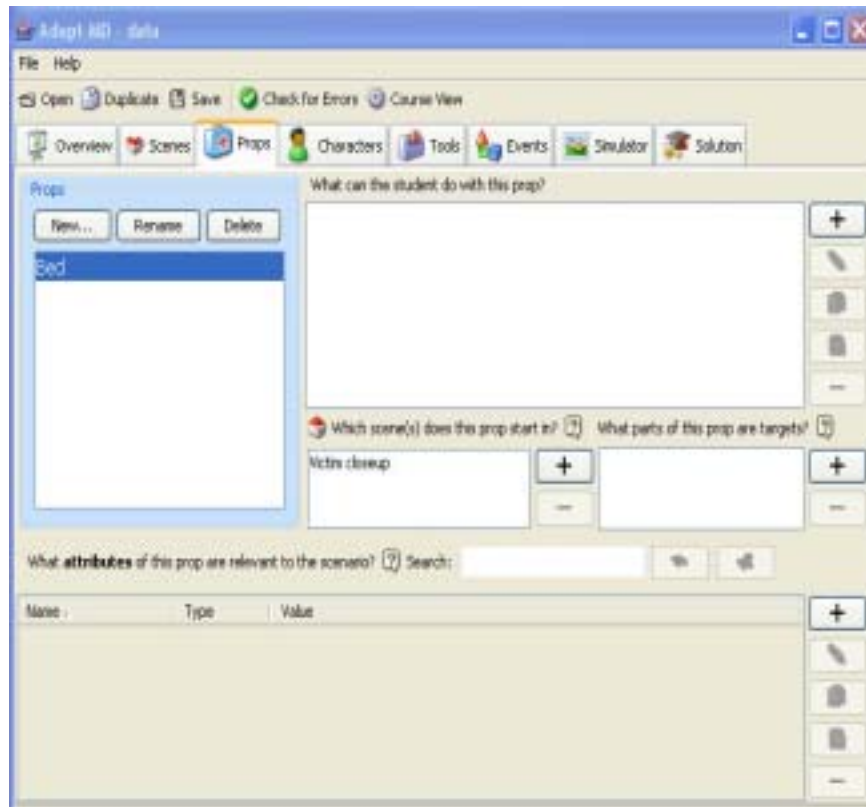 Adept MD - data
File Help
Open Duplicate Save Check for Errors Course View
Overview Scenes Props Characters Tools Events Simulator Solution
Props
New... Rename Delete
Bed
What can the student do with this prop?
Which scene(s) does this prop start in? What parts of this prop are targets?
Victim closeup
What attributes of this prop are relevant to the scenario? Search:
Name Type Value